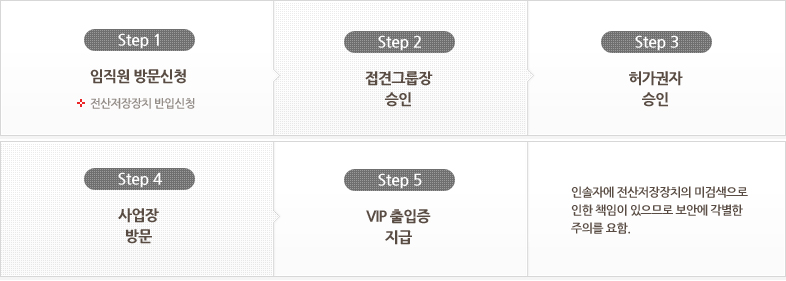 Step 1
임직원 방문신청
전산저장장치 반입신청
Step 2
접견그룹장
승인
Step 3
허가권자
승인
Step 4
사업장
방문
Step 5
VIP 출입증
지급
인솔자에 전산저장장치의 미검색으로
인한 책임이 있으므로 보안에 각별한
주의를 요함.